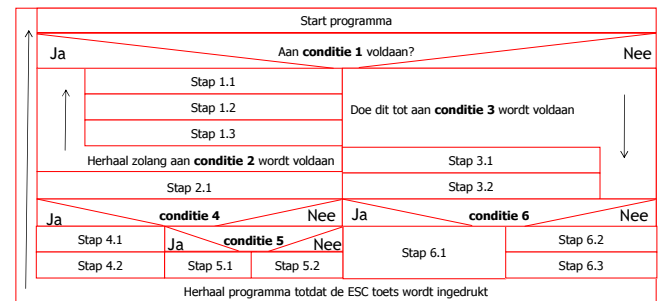 Start programma
Aan conditie 1 voldaan?
Ja
Nee
Stap 1.1
Stap 1.2
Stap 1.3
Herhaal zolang aan conditie 2 wordt voldaan
Stap 2.1
Doe dit tot aan conditie 3 wordt voldaan
Stap 3.1
Stap 3.2
Ja
conditie 4
Nee
Stap 4.1
Stap 4.2
Ja
conditie 5
Nee
Stap 5.1
Stap 5.2
Ja
conditie 6
Nee
Stap 6.1
Stap 6.2
Stap 6.3
Herhaal programma totdat de ESC toets wordt ingedrukt